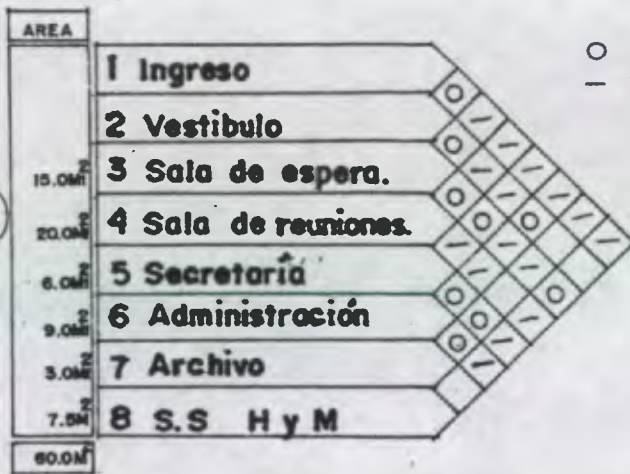 AREA
1 Ingreso
2 Vestibulo
15.0M² 3 Sala de espera.
20.0M² 4 Sala de reuniones.
6.0M² 5 Secretaría
9.0M² 6 Administración
3.0M² 7 Archivo
7.5M² 8 S.S H y M
60.0M²